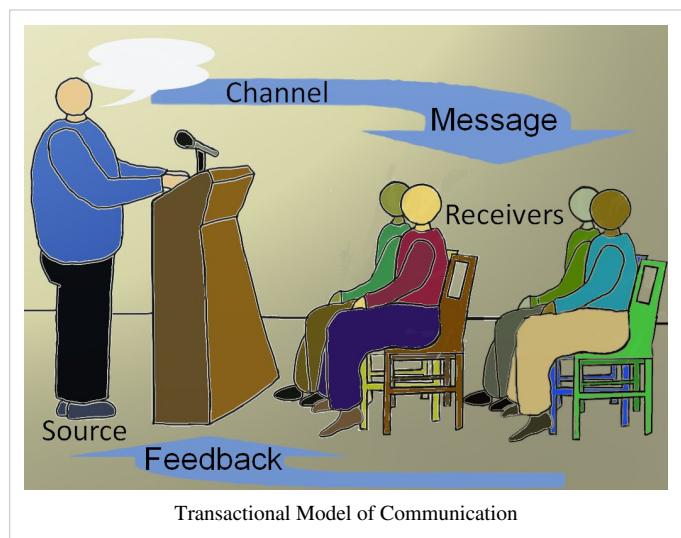 Channel
Message
Receivers
Source
Feedback
Transactional Model of Communication